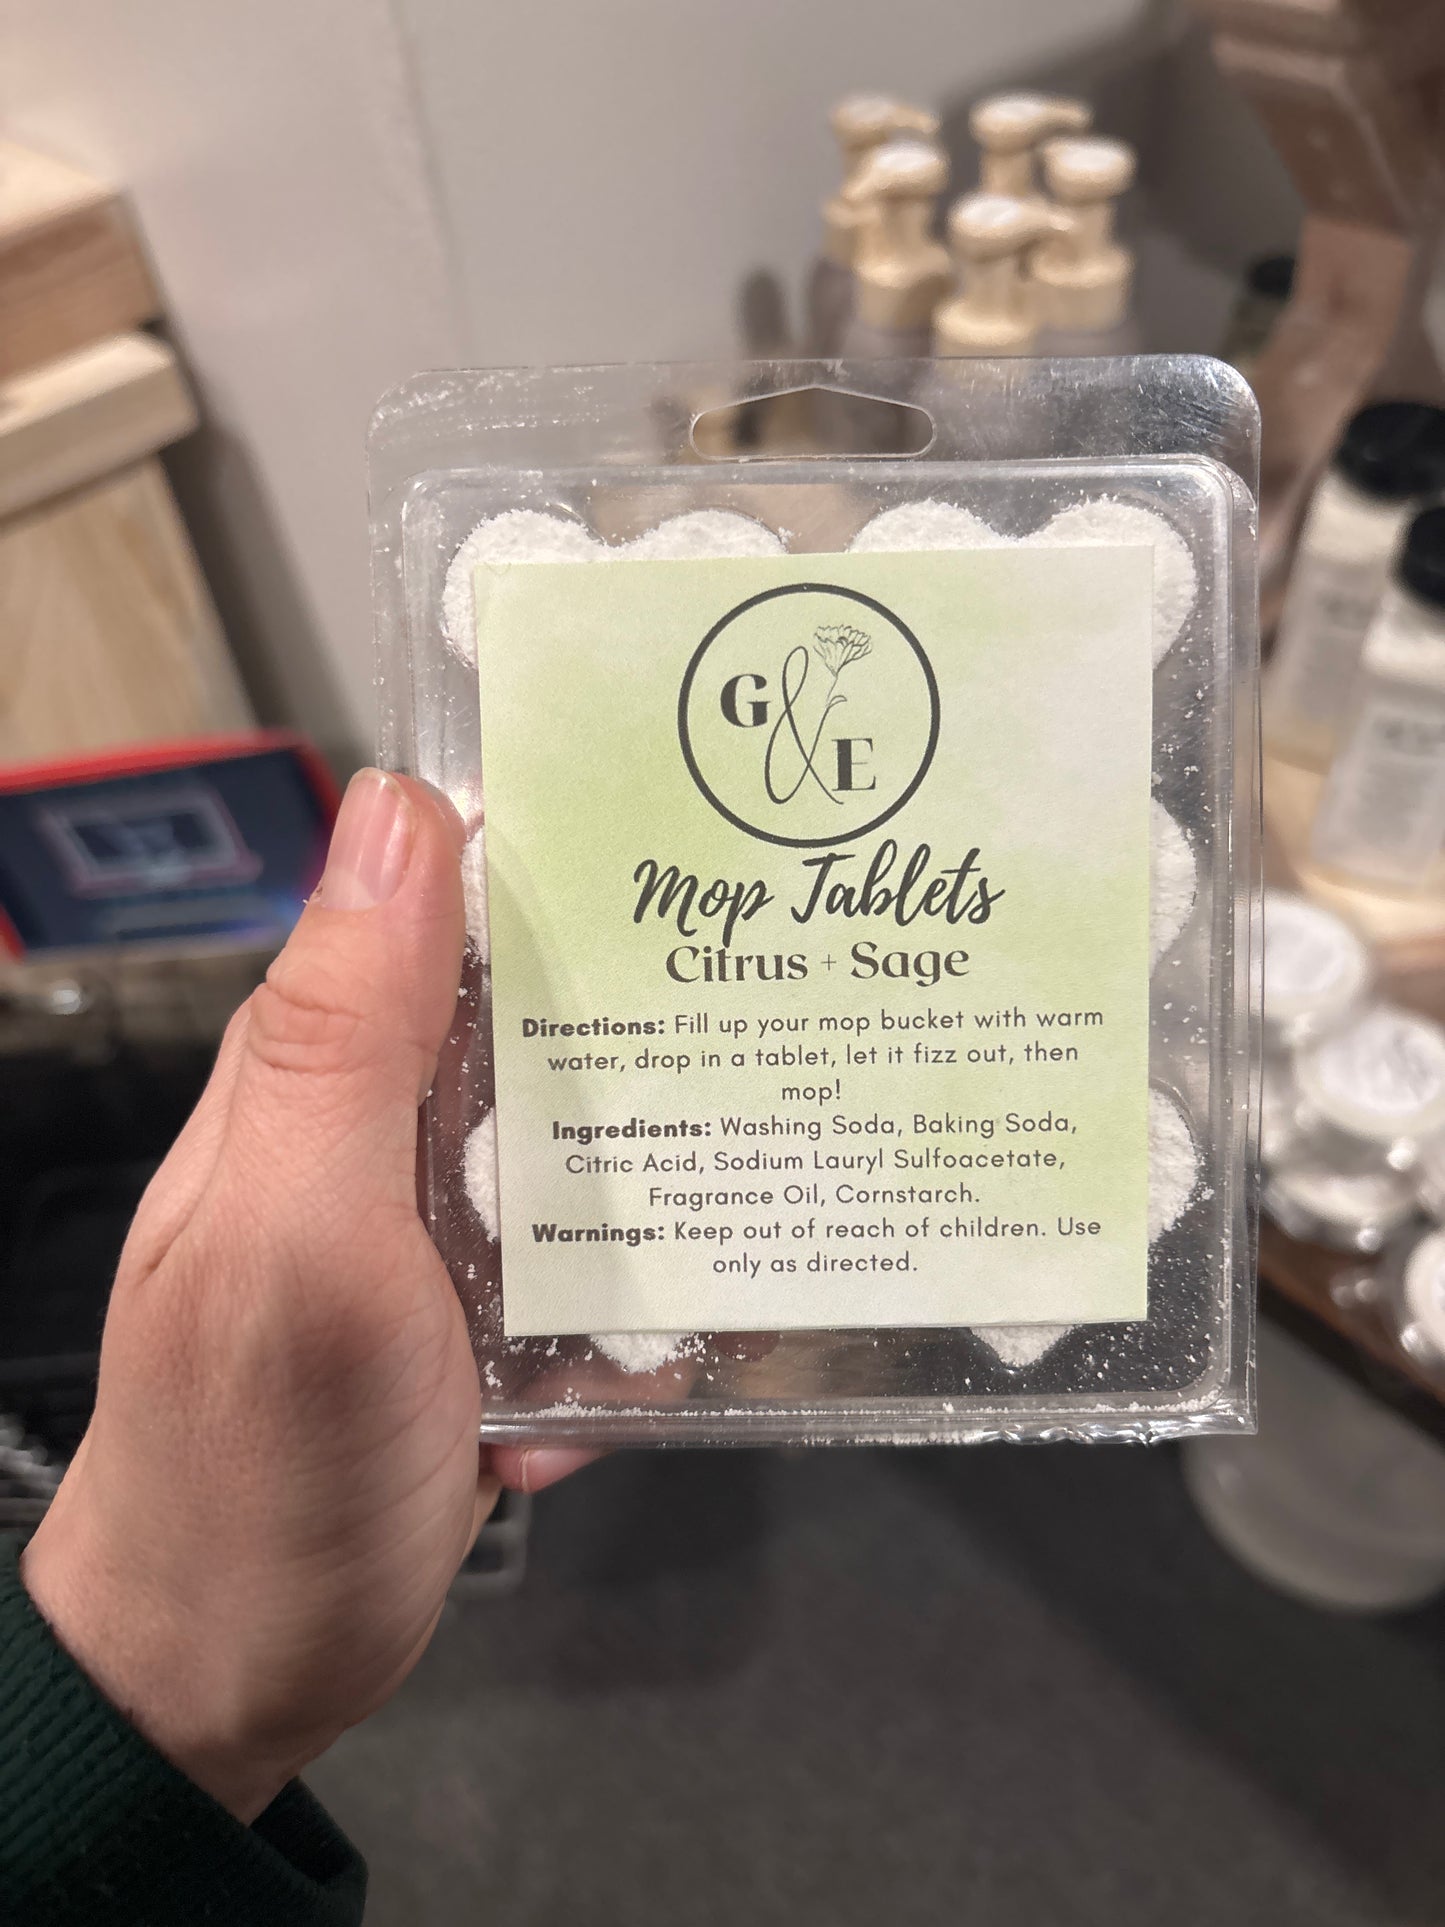 G & E
Mop Tablets
Citrus + Sage
Directions: Fill up your mop bucket with warm
water, drop in a tablet, let it fizz out, then
mop!
Ingredients: Washing Soda, Baking Soda,
Citric Acid, Sodium Lauryl Sulfoacetate,
Fragrance Oil, Cornstarch.
Warnings: Keep out of reach of children. Use
only as directed.